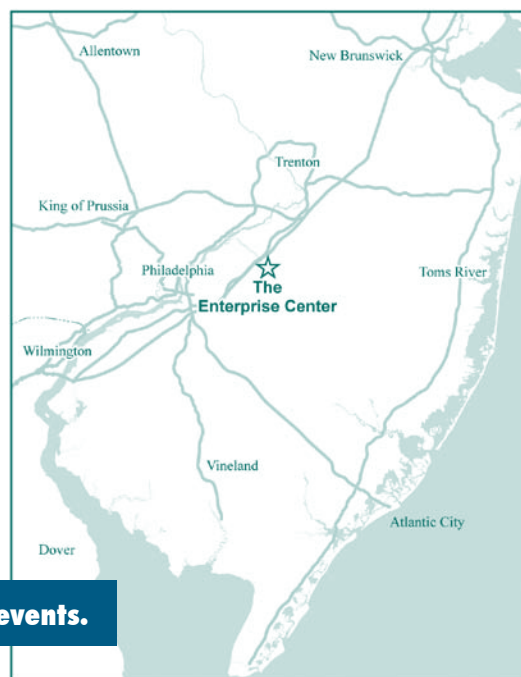 Allentown
New Brunswick
Trenton
King of Prussia
Philadelphia
Toms River
The
Enterprise Center
Wilmington
Vineland
Atlantic City
Dover
events.